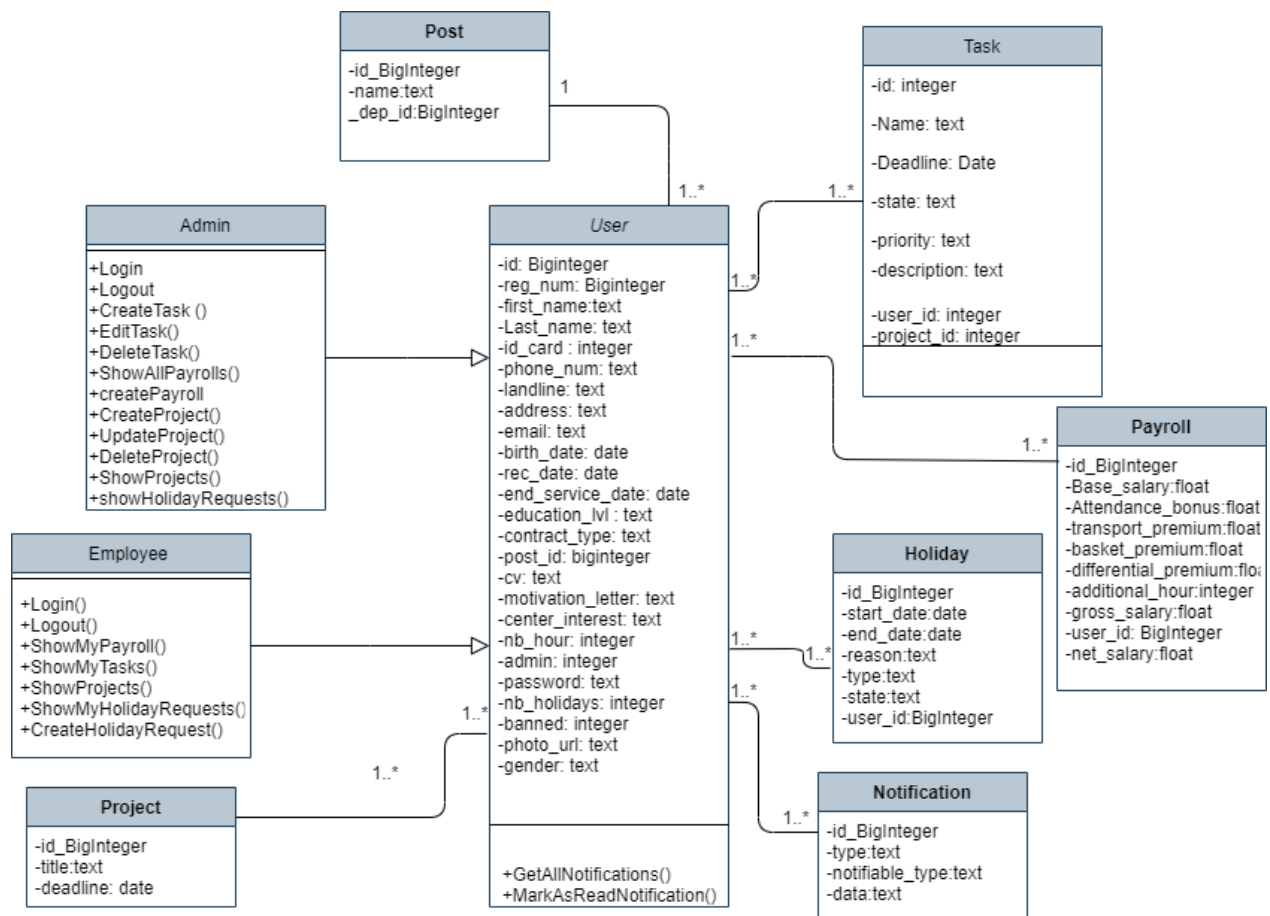 Post
-id_BigInteger
-name:text
_dep_id:BigInteger
1
1..*
Task
-id: integer
-Name: text
-Deadline: Date
-state: text
-priority: text
-description: text
-user_id: integer
-project_id: integer
1..*
1..*
Admin
+Login
+Logout
+CreateTask ()
+EditTask()
+DeleteTask()
+ShowAllPayrolls()
+createPayroll
+CreateProject()
+UpdateProject()
+DeleteProject()
+ShowProjects()
+showHolidayRequests()
User
-id: Biginteger
-reg_num: Biginteger
-first_name:text
-Last_name: text
-id_card : integer
-phone_num: text
-landline: text
-address: text
-email: text
-birth_date: date
-rec_date: date
-end_service_date: date
-education_lvl : text
-contract_type: text
-post_id: biginteger
-cv: text
-motivation_letter: text
-center_interest: text
-nb_hour: integer
-admin: integer
-password: text
-nb_holidays: integer
-banned: integer
-photo_url: text
-gender: text
+GetAllNotifications()
+MarkAsReadNotification()
1..*
1..*
Payroll
-id_BigInteger
-Base_salary:float
-Attendance_bonus:float
-transport_premium:float
-basket_premium:float
-differential_premium:floa
-additional_hour:integer
-gross_salary:float
-user_id: BigInteger
-net_salary:float
Employee
+Login()
+Logout()
+ShowMyPayroll()
+ShowMyTasks()
+ShowProjects()
+ShowMyHolidayRequests()
+CreateHolidayRequest()
1..*
1..*
Holiday
-id_BigInteger
-start_date:date
-end_date:date
-reason:text
-type:text
-state:text
-user_id:BigInteger
1..*
1..*
Project
-id_BigInteger
-title:text
-deadline: date
1..*
1..*
Notification
-id_BigInteger
-type:text
-notifiable_type:text
-data:text